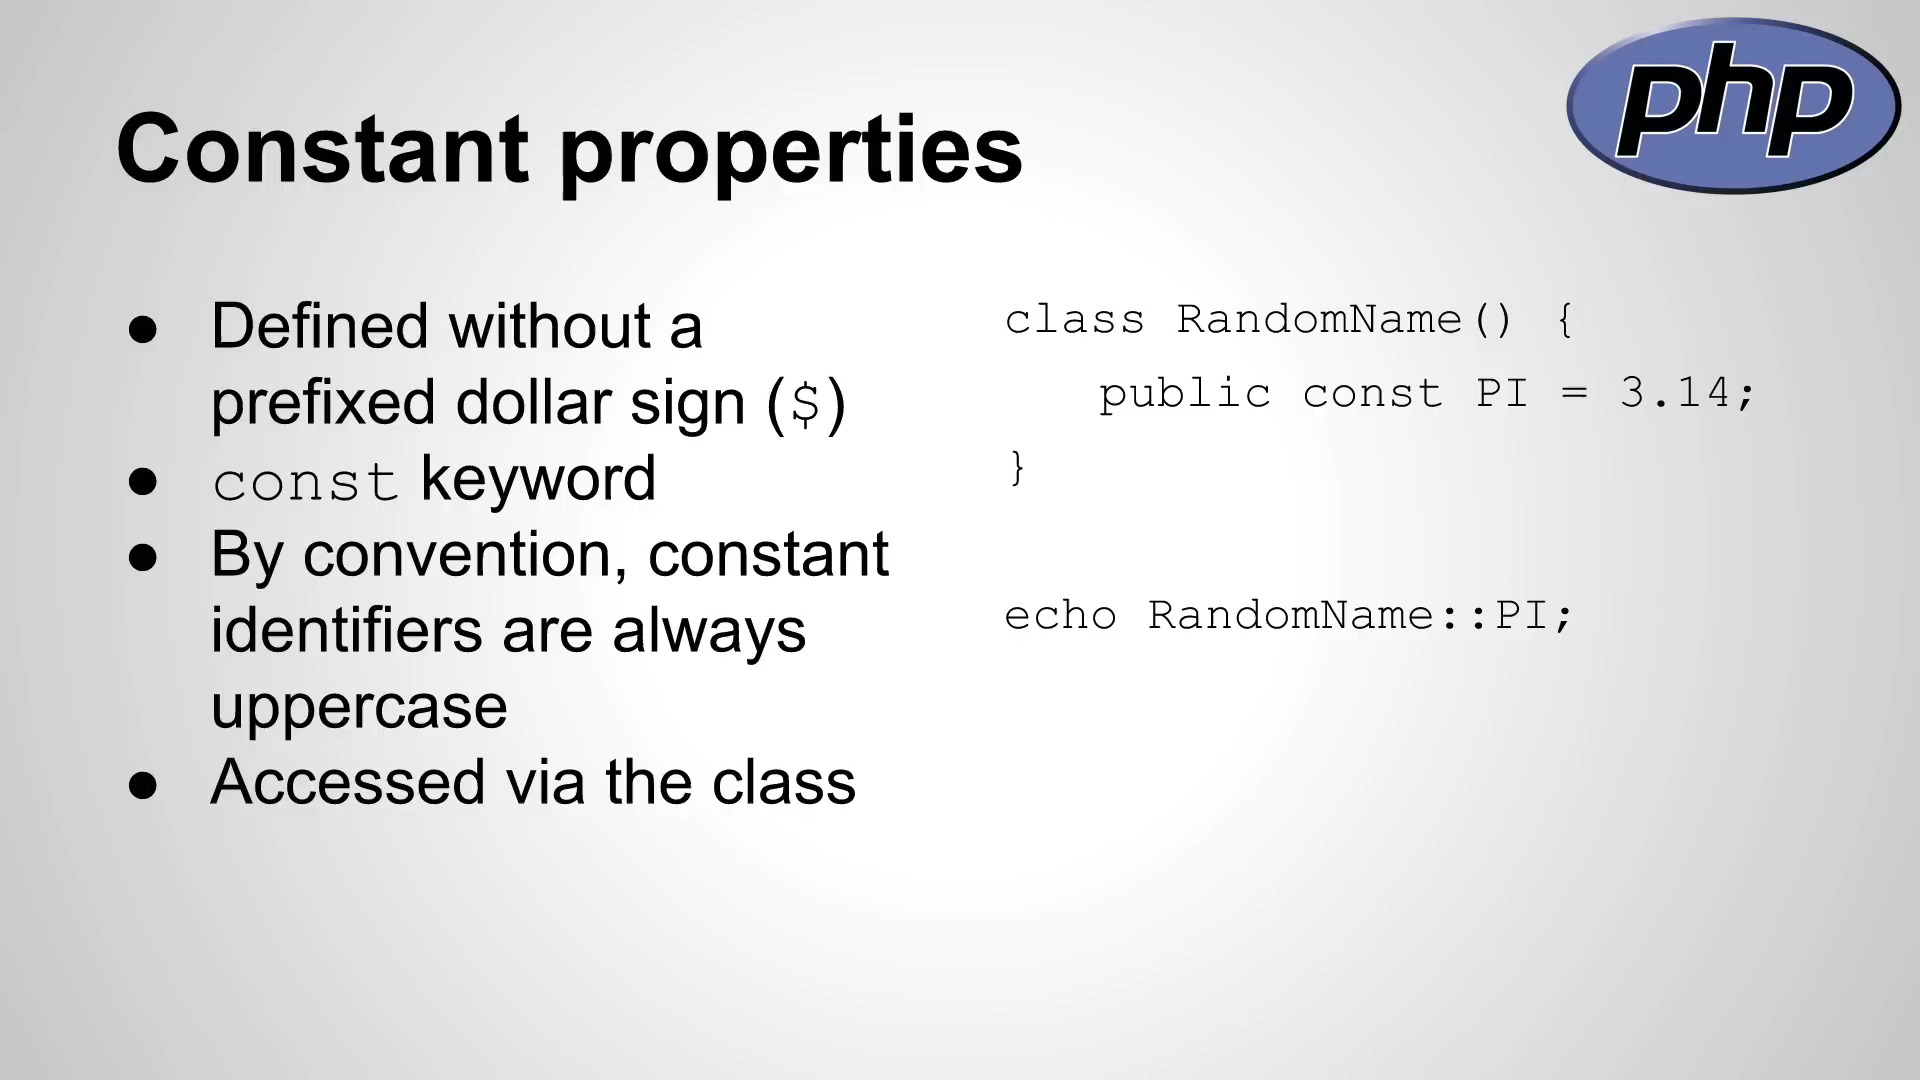 php
Constant properties
● Defined without a
prefixed dollar sign ($)
● const keyword
● By convention, constant
identifiers are always
uppercase
● Accessed via the class
class RandomName() {
public const PI = 3.14;
}
echo RandomName::PI;